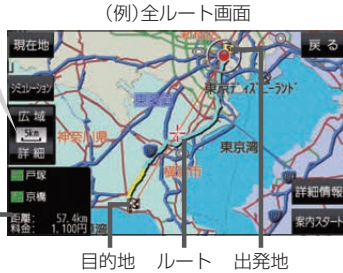 (例)全ルート画面
現在地
戻る
シミュレーション
東京ディズニーランド
広域
5km
詳細
神奈川県
東京湾
戸塚
京橋
詳細情報
距離: 57.4km
料金: 1,100円
案内スタート
目的地 ルート 出発地